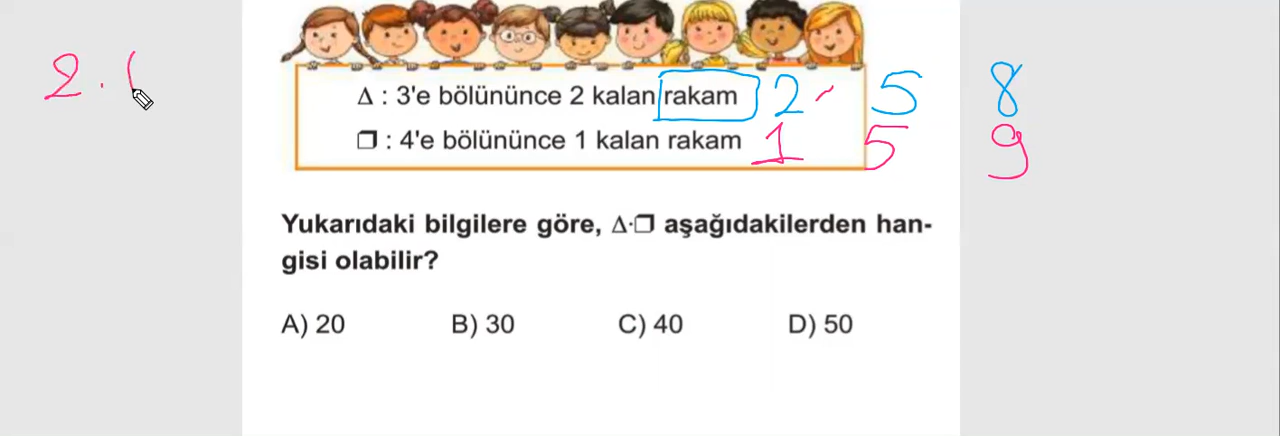 2 . (
Δ : 3'e bölününce 2 kalan rakam 2 5 8
❒ : 4'e bölününce 1 kalan rakam 1 5 9
Yukarıdaki bilgilere göre, Δ·❒ aşağıdakilerden han-
gisi olabilir?
A) 20 B) 30 C) 40 D) 50